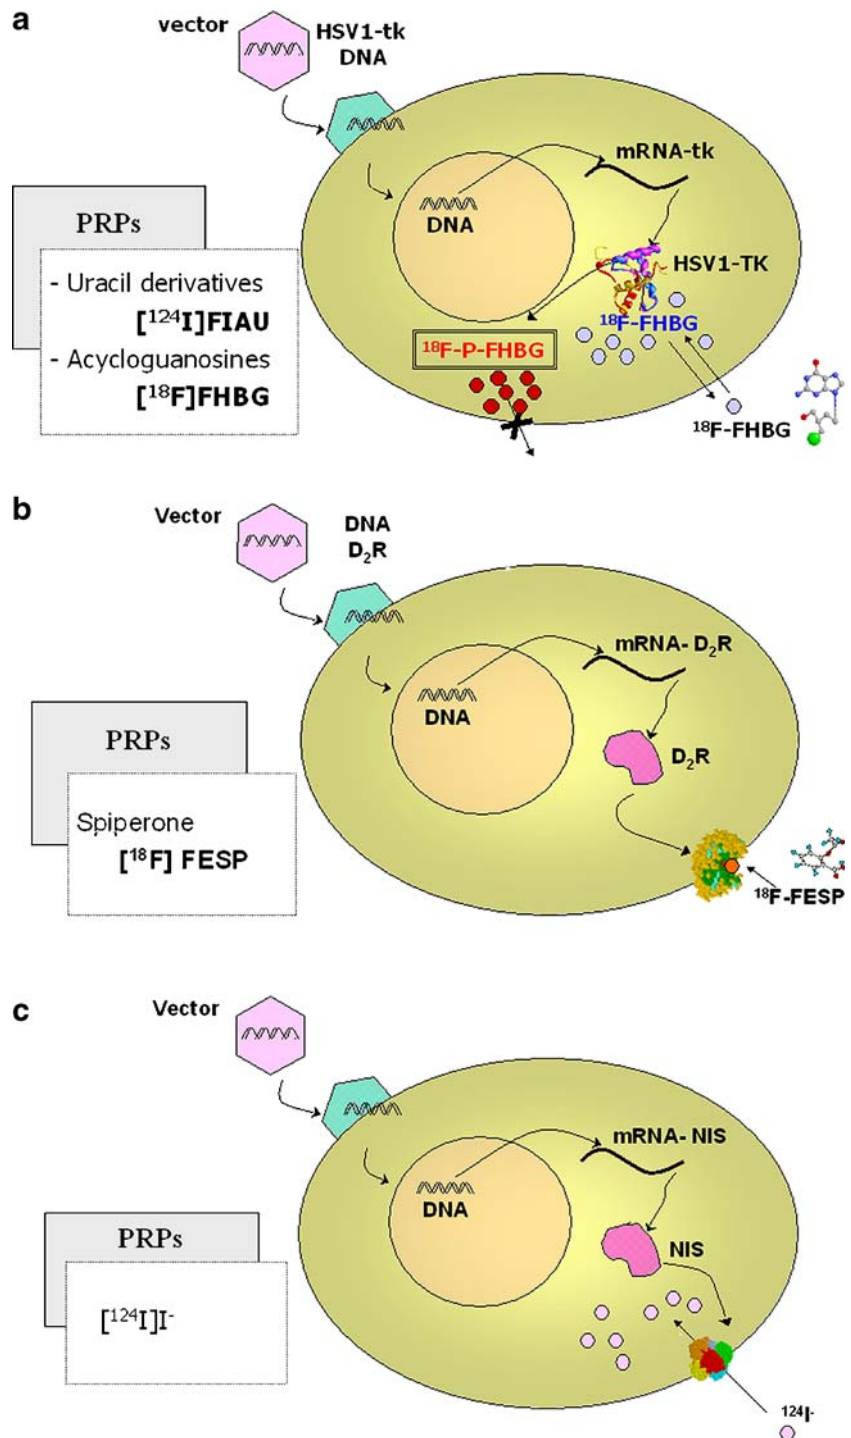 a
vector
HSV1-tk
DNA
mRNA-tk
DNA
HSV1-TK
PRPs
- Uracil derivatives
[¹²⁴I]FIAU
- Acycloguanosines
[¹⁸F]FHBG
¹⁸F-FHBG
¹⁸F-P-FHBG
¹⁸F-FHBG
b
Vector
DNA
D₂R
mRNA- D₂R
DNA
D₂R
PRPs
Spiperone
[¹⁸F] FESP
¹⁸F-FESP
c
Vector
mRNA- NIS
DNA
NIS
PRPs
[¹²⁴I]I⁻
¹²⁴I⁻